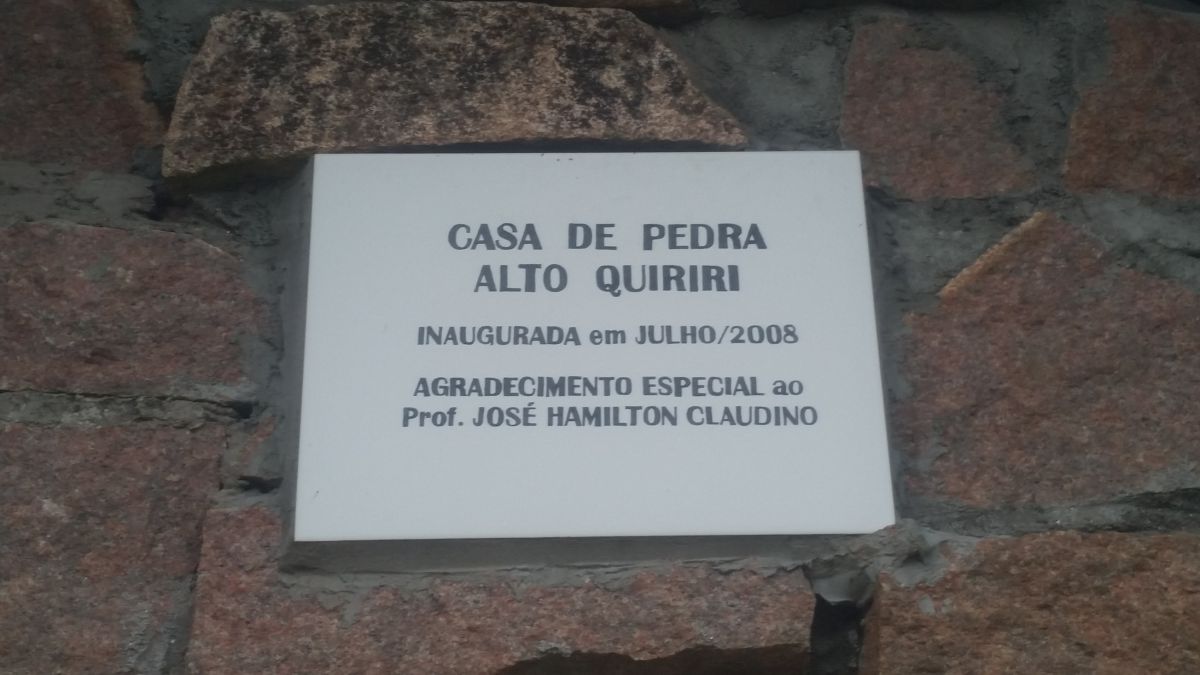 CASA DE PEDRA
ALTO QUIRIRI
INAUGURADA em JULHO/2008
AGRADECIMENTO ESPECIAL ao
Prof. JOSÉ HAMILTON CLAUDINO